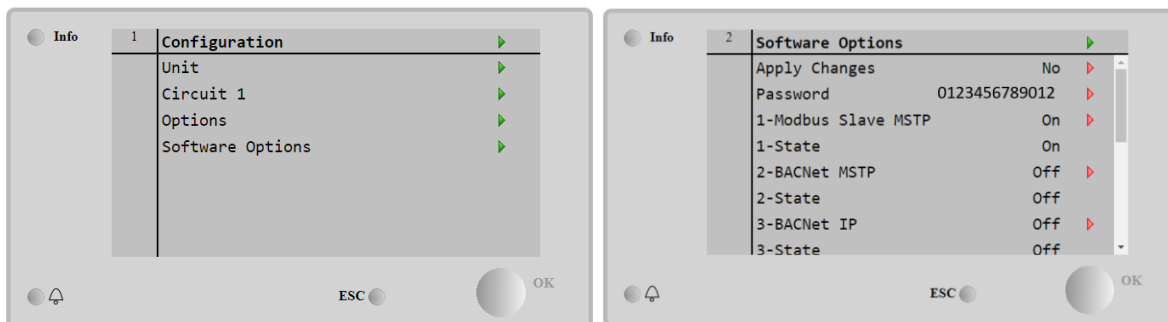 Info
1 Configuration
Unit
Circuit 1
Options
Software Options
ESC
OK
Info
2 Software Options
Apply Changes No
Password 0123456789012
1-Modbus Slave MSTP On
1-State On
2-BACNet MSTP Off
2-State Off
3-BACNet IP Off
3-State Off
ESC
OK